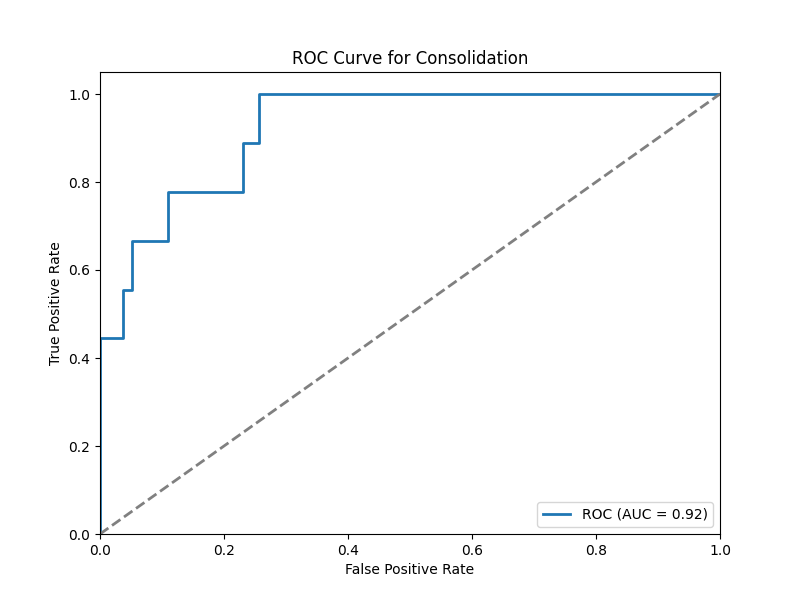 ROC Curve for Consolidation
True Positive Rate
1.0
0.8
0.6
0.4
0.2
0.0
ROC (AUC = 0.92)
0.0 0.2 0.4 0.6 0.8 1.0
False Positive Rate